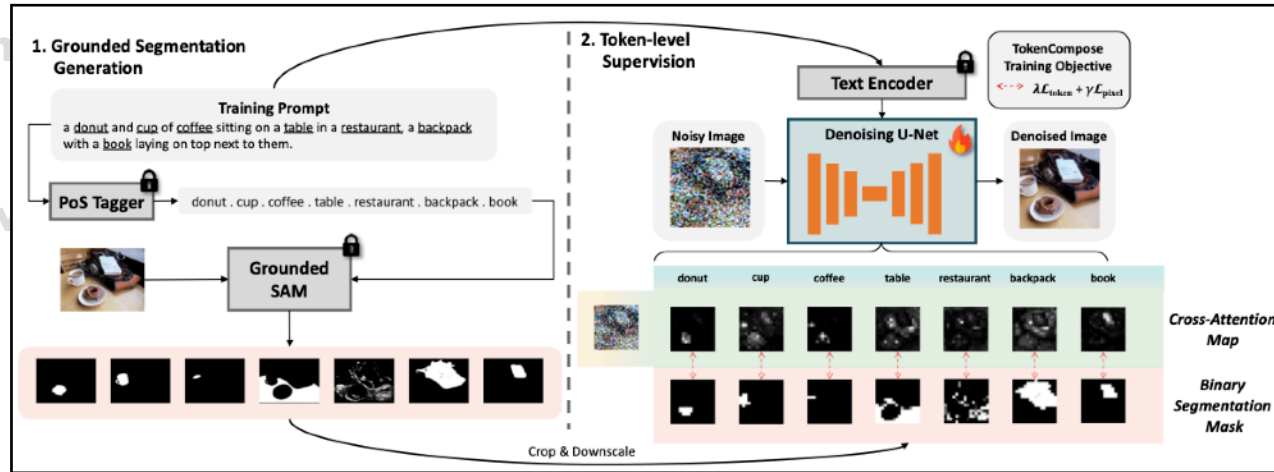 1. Grounded Segmentation
Generation
Training Prompt
a donut and cup of coffee sitting on a table in a restaurant, a backpack
with a book laying on top next to them.
PoS Tagger
donut . cup . coffee . table . restaurant . backpack . book
Grounded
SAM
Crop & Downscale
2. Token-level
Supervision
Text Encoder
TokenCompose
Training Objective
λℒtoken + γℒpixel
Noisy Image
Denoising U-Net
Denoised Image
donut cup coffee table restaurant backpack book
Cross-Attention
Map
Binary
Segmentation
Mask